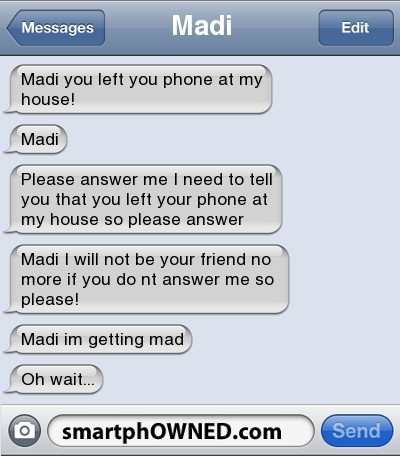 Messages
Madi
Edit
Madi you left you phone at my
house!
Madi
Please answer me I need to tell
you that you left your phone at
my house so please answer
Madi I will not be your friend no
more if you do nt answer me so
please!
Madi im getting mad
Oh wait...
smartphOWNED.com
Send